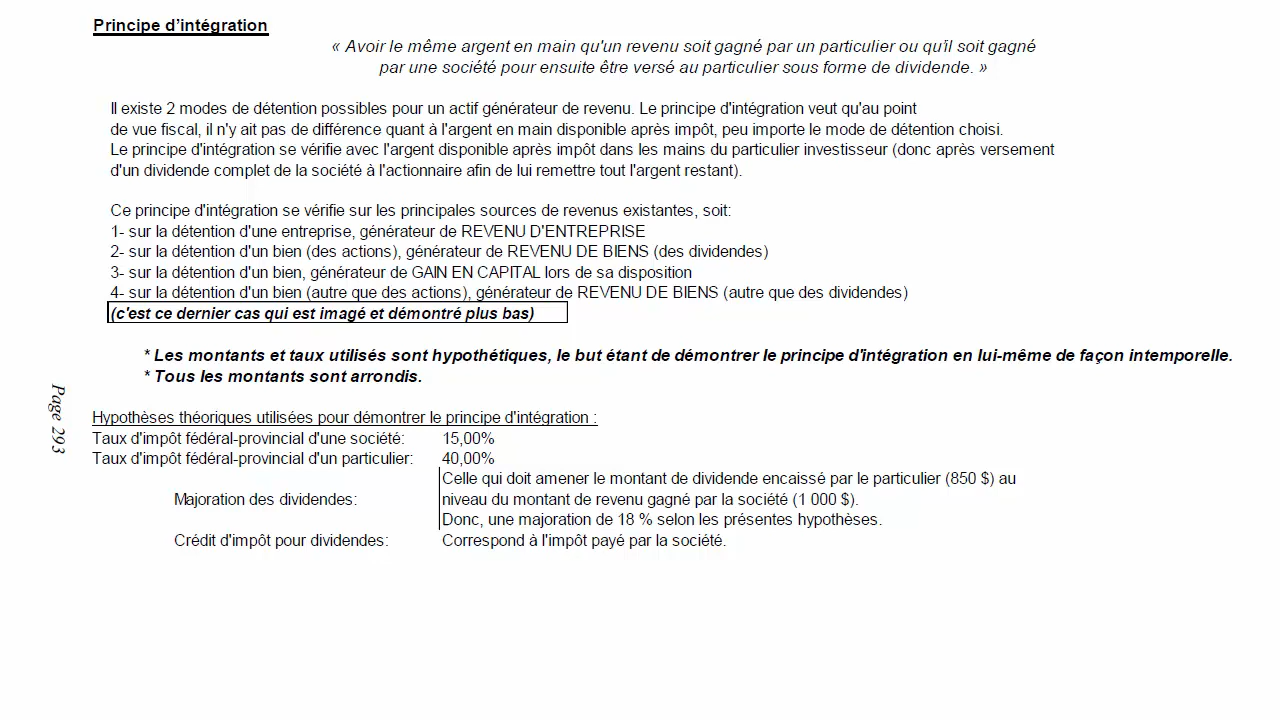 Principe d'intégration
« Avoir le même argent en main qu'un revenu soit gagné par un particulier ou qu'il soit gagné
par une société pour ensuite être versé au particulier sous forme de dividende. »
Il existe 2 modes de détention possibles pour un actif générateur de revenu. Le principe d'intégration veut qu'au point
de vue fiscal, il n'y ait pas de différence quant à l'argent en main disponible après impôt, peu importe le mode de détention choisi.
Le principe d'intégration se vérifie avec l'argent disponible après impôt dans les mains du particulier investisseur (donc après versement
d'un dividende complet de la société à l'actionnaire afin de lui remettre tout l'argent restant).
Ce principe d'intégration se vérifie sur les principales sources de revenus existantes, soit:
1- sur la détention d'une entreprise, générateur de REVENU D'ENTREPRISE
2- sur la détention d'un bien (des actions), générateur de REVENU DE BIENS (des dividendes)
3- sur la détention d'un bien, générateur de GAIN EN CAPITAL lors de sa disposition
4- sur la détention d'un bien (autre que des actions), générateur de REVENU DE BIENS (autre que des dividendes)
(c'est ce dernier cas qui est imagé et démontré plus bas)
* Les montants et taux utilisés sont hypothétiques, le but étant de démontrer le principe d'intégration en lui-même de façon intemporelle.
* Tous les montants sont arrondis.
Page 293
Hypothèses théoriques utilisées pour démontrer le principe d'intégration :
Taux d'impôt fédéral-provincial d'une société: 15,00%
Taux d'impôt fédéral-provincial d'un particulier: 40,00%
Celle qui doit amener le montant de dividende encaissé par le particulier (850 $) au
Majoration des dividendes: niveau du montant de revenu gagné par la société (1 000 $).
Donc, une majoration de 18 % selon les présentes hypothèses.
Crédit d'impôt pour dividendes: Correspond à l'impôt payé par la société.